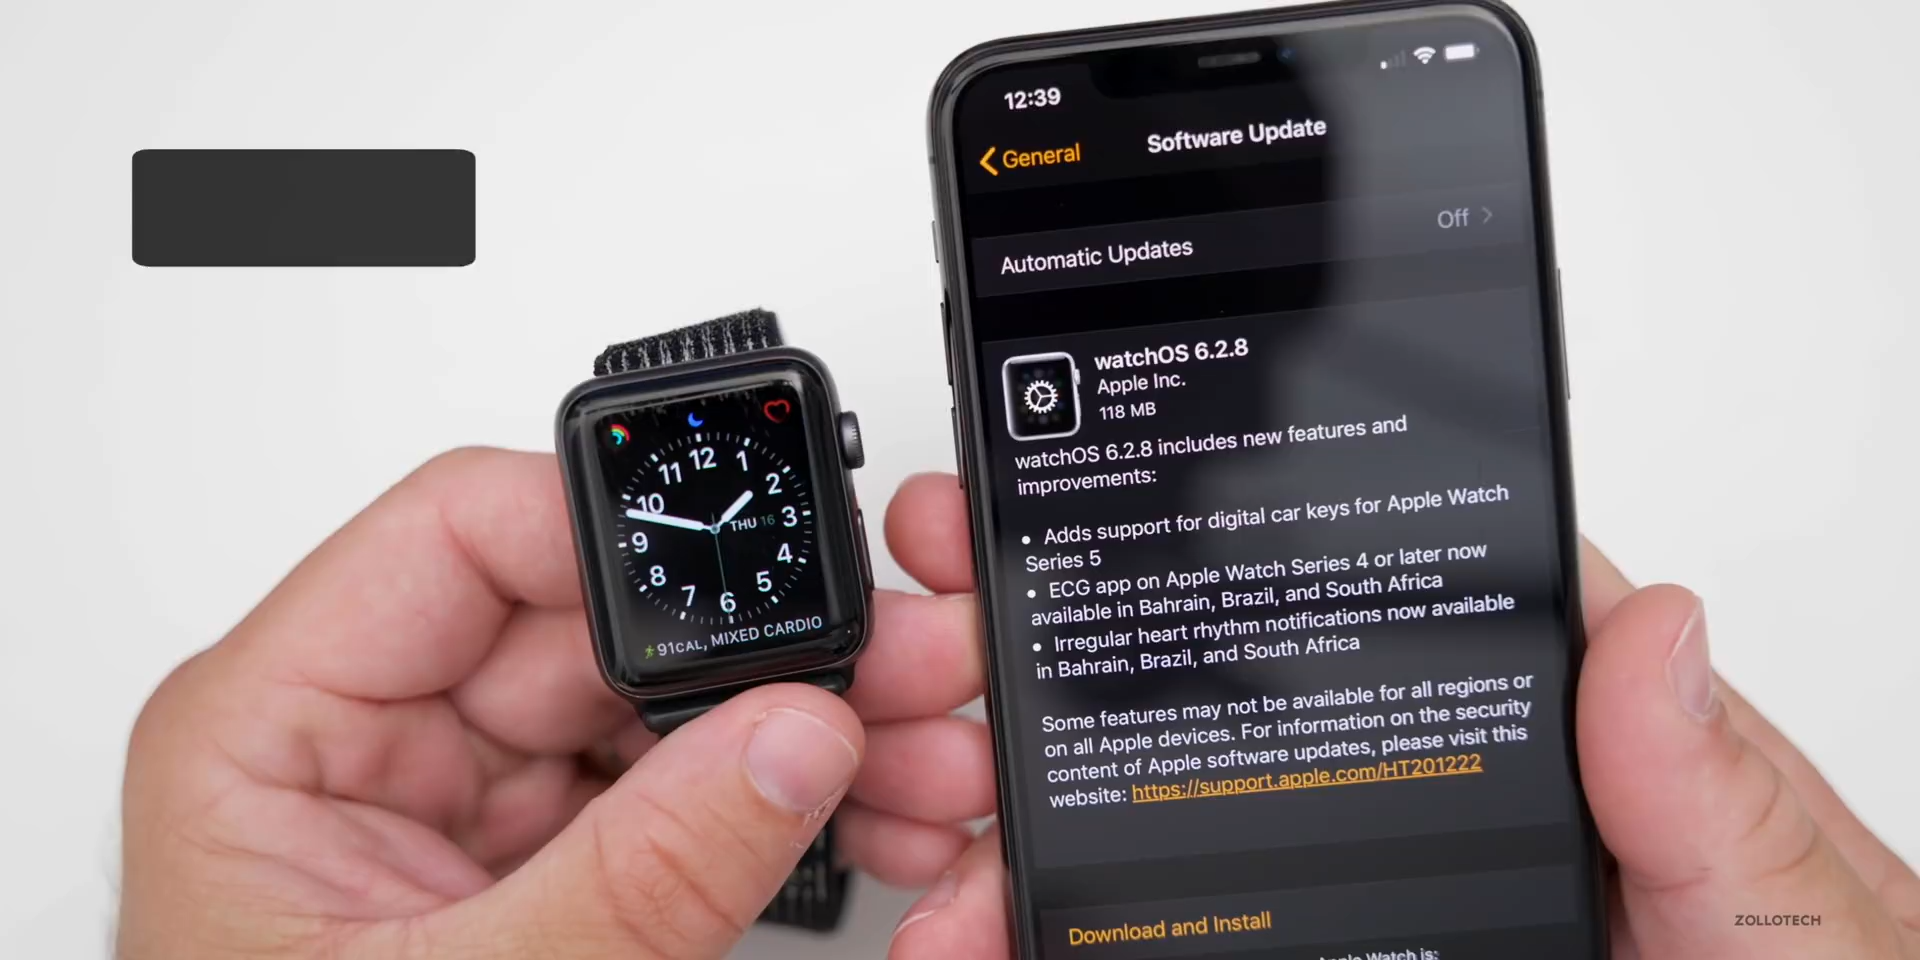 12:39
General
Software Update
Automatic Updates
Off
watchOS 6.2.8
Apple Inc.
118 MB
watchOS 6.2.8 includes new features and
improvements:
• Adds support for digital car keys for Apple Watch
Series 5
• ECG app on Apple Watch Series 4 or later now
available in Bahrain, Brazil, and South Africa
• Irregular heart rhythm notifications now available
in Bahrain, Brazil, and South Africa
Some features may not be available for all regions or
on all Apple devices. For information on the security
content of Apple software updates, please visit this
website: https://support.apple.com/HT201222
Download and Install
Apple Watch is:
12
1
2
3
4
5
6
7
8
9
10
11
THU 16
91CAL, MIXED CARDIO
ZOLLOTECH